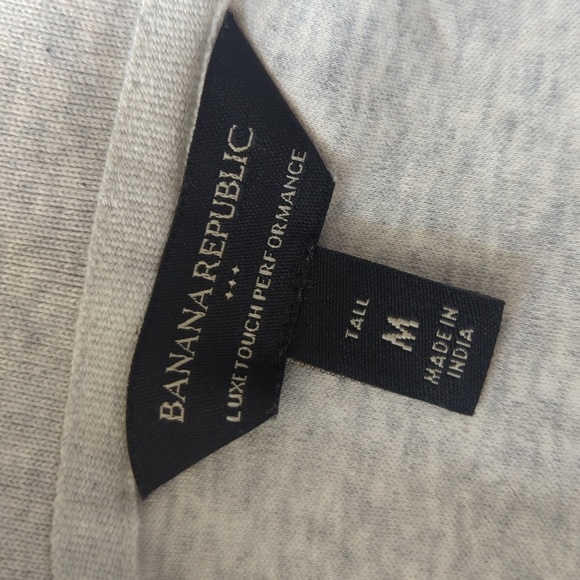 BANANA REPUBLIC
LUXE TOUCH PERFORMANCE
TALL
M
MADE IN
INDIA